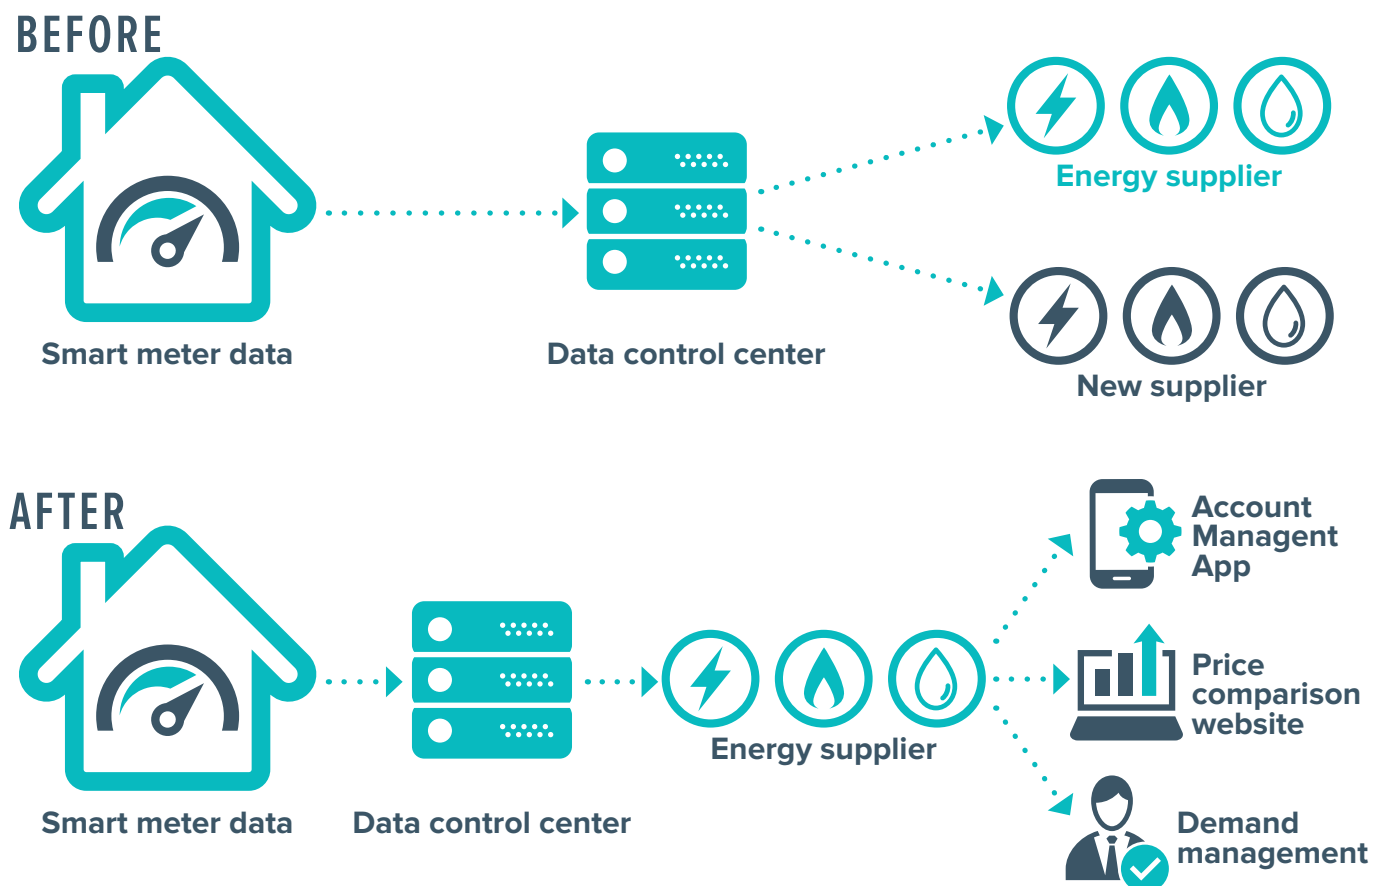 BEFORE
Energy supplier
Smart meter data
Data control center
New supplier
AFTER
Account
Managent
App
Price
comparison
website
Energy supplier
Smart meter data
Data control center
Demand
management